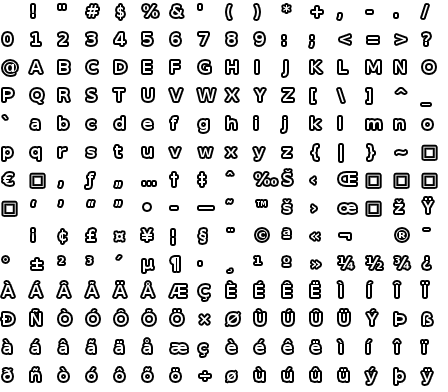 ! " # $ % & ' ( ) * + , - . /
0 1 2 3 4 5 6 7 8 9 : ; < = > ?
@ A B C D E F G H I J K L M N O
P Q R S T U V W X Y Z [ \ ] ^ _
` a b c d e f g h i j k l m n o
p q r s t u v w x y z { | } ~ □
€ □ ‚ ƒ „ … † ‡ ˆ ‰ Š ‹ Œ □ □ □
□ ‘ ’ “ ” • – — ˜ ™ š › œ □ ž Ÿ
¡ ¢ £ ¤ ¥ ¦ § ¨ © ª « ¬ ® ¯
° ± ² ³ ´ µ ¶ · ¸ ¹ º » ¼ ½ ¾ ¿
À Á Â Ã Ä Å Æ Ç È É Ê Ë Ì Í Î Ï
Ð Ñ Ò Ó Ô Õ Ö × Ø Ù Ú Û Ü Ý Þ ß
à á â ã ä å æ ç è é ê ë ì í î ï
ð ñ ò ó ô õ ö ÷ ø ù ú û ü ý þ ÿ